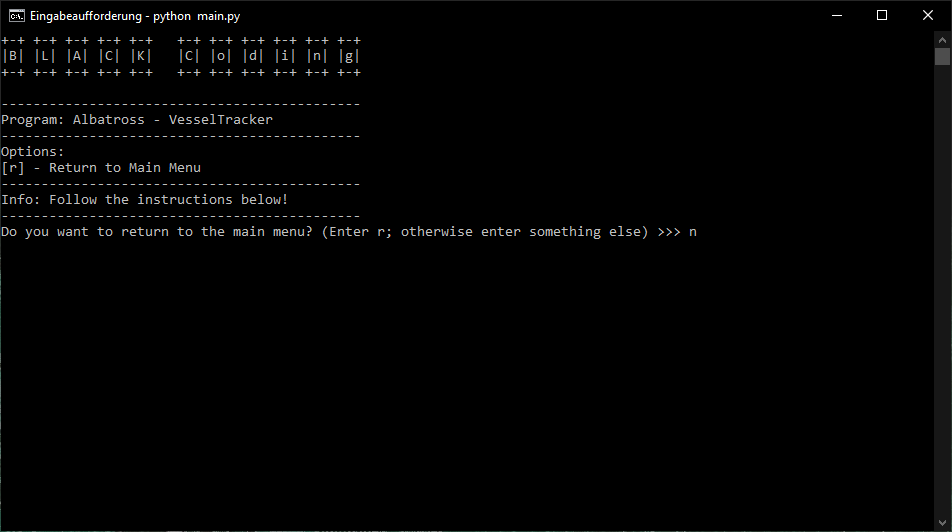 Eingabeaufforderung - python  main.py
+-+ +-+ +-+ +-+ +-+   +-+ +-+ +-+ +-+ +-+ +-+
|B| |L| |A| |C| |K|   |C| |o| |d| |i| |n| |g|
+-+ +-+ +-+ +-+ +-+   +-+ +-+ +-+ +-+ +-+ +-+
---------------------------------------------
Program: Albatross - VesselTracker
---------------------------------------------
Options:
[r] - Return to Main Menu
---------------------------------------------
Info: Follow the instructions below!
---------------------------------------------
Do you want to return to the main menu? (Enter r; otherwise enter something else) >>> n